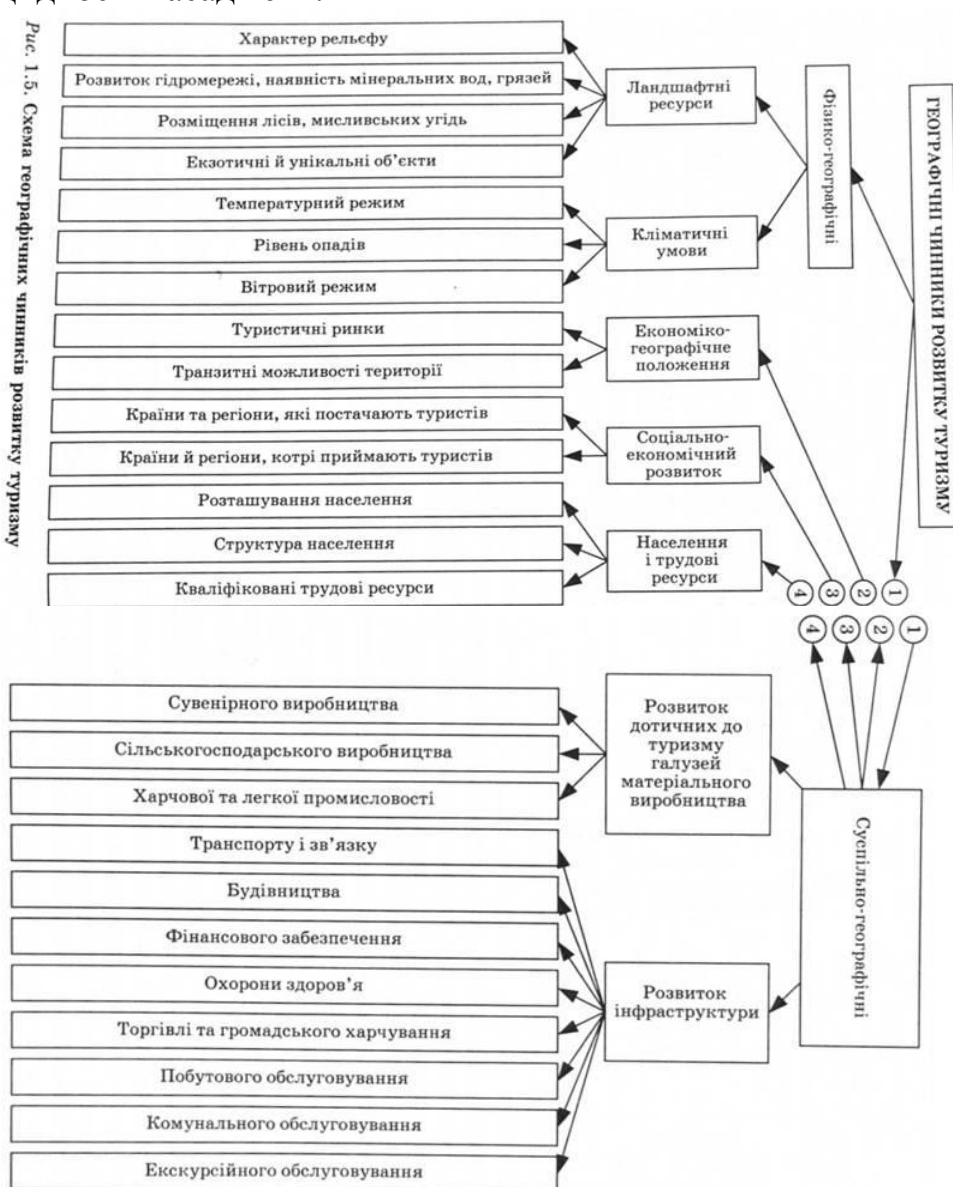 Рис. 1.5. Схема географічних чинників розвитку туризму
ГЕОГРАФІЧНІ ЧИННИКИ РОЗВИТКУ ТУРИЗМУ
Фізико-географічні
Ландшафтні
ресурси
Характер рельєфу
Розвиток гідромережі, наявність мінеральних вод, грязей
Розміщення лісів, мисливських угідь
Екзотичні й унікальні об’єкти
Кліматичні
умови
Температурний режим
Рівень опадів
Вітровий режим
Економіко-
географічне
положення
Туристичні ринки
Транзитні можливості території
Соціально-
економічний
розвиток
Країни та регіони, які постачають туристів
Країни й регіони, котрі приймають туристів
Населення
і трудові
ресурси
Розташування населення
Структура населення
Кваліфіковані трудові ресурси
4 3 2 1
4 3 2 1
Суспільно-географічні
Розвиток
дотичних до
туризму
галузей
матеріального
виробництва
Сувенірного виробництва
Сільськогосподарського виробництва
Харчової та легкої промисловості
Розвиток
інфраструктури
Транспорту і зв’язку
Будівництва
Фінансового забезпечення
Охорони здоров’я
Торгівлі та громадського харчування
Побутового обслуговування
Комунального обслуговування
Екскурсійного обслуговування